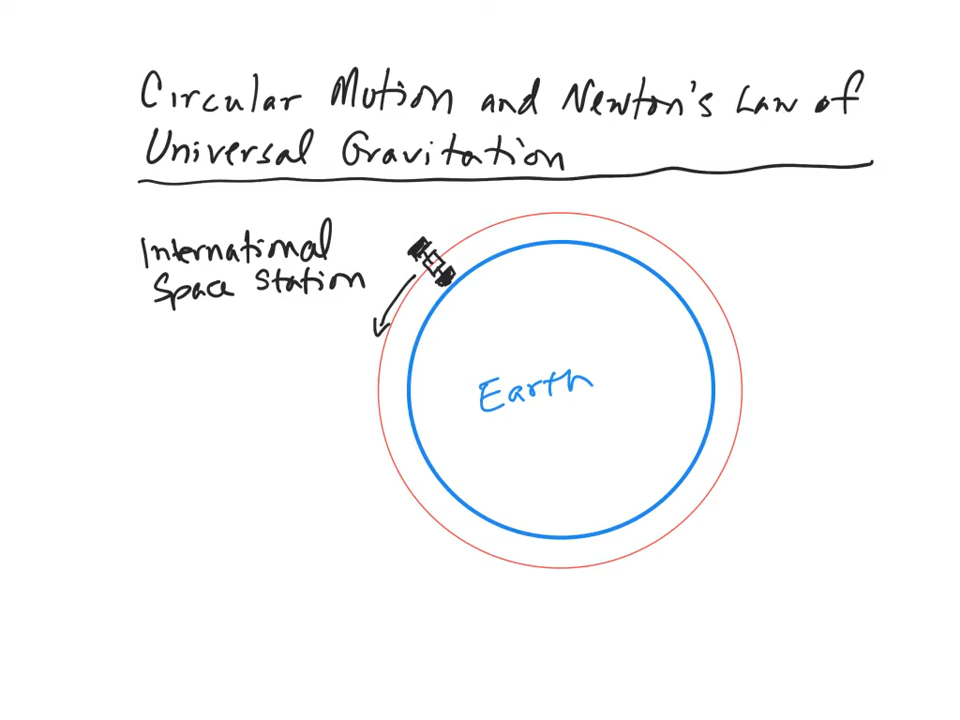 Circular Motion and Newton's Law of
Universal Gravitation
International
Space Station
Earth